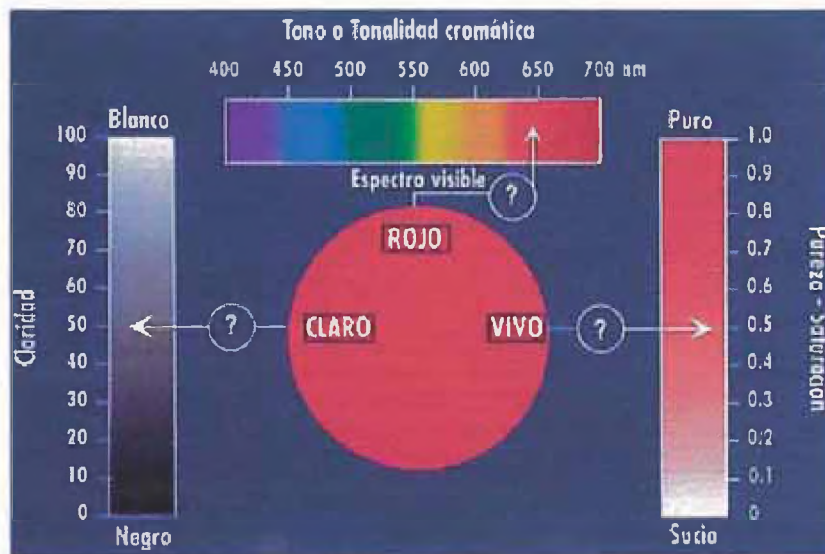 Tono o Tonalidad cromática
400 450 500 550 600 650 700 nm
Blanco
Puro
100
90
80
70
60
50
40
30
20
10
0
Claridad
Negro
Espectro visible
?
ROJO
? CLARO VIVO ?
1.0
0.9
0.8
0.7
0.6
0.5
0.4
0.3
0.2
0.1
0
Pureza - Saturacion
Sucio